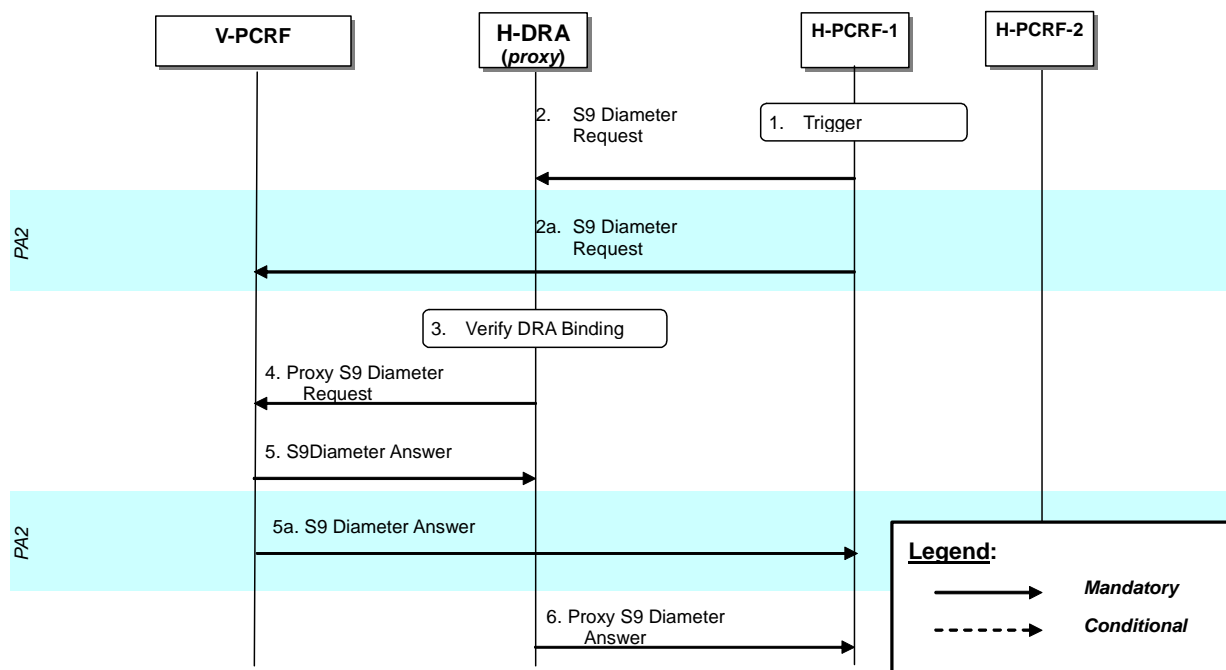 V-PCRF
H-DRA
(proxy)
H-PCRF-1
H-PCRF-2
2. S9 Diameter
Request
1. Trigger
PA2
2a. S9 Diameter
Request
3. Verify DRA Binding
4. Proxy S9 Diameter
Request
5. S9Diameter Answer
PA2
5a. S9 Diameter Answer
6. Proxy S9 Diameter
Answer
Legend:
Mandatory
Conditional